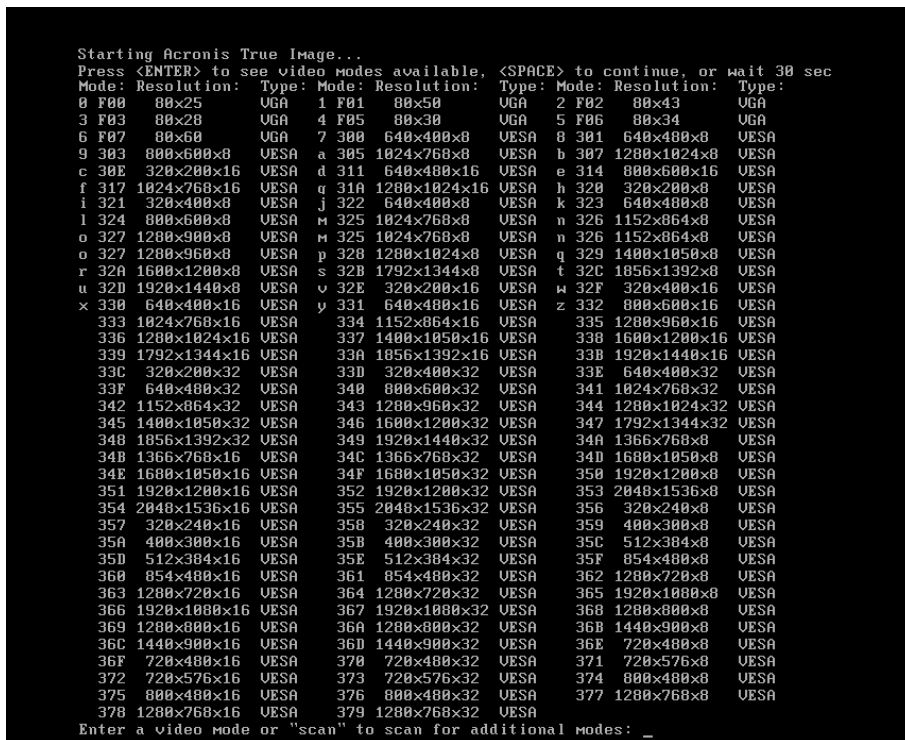 Starting Acronis True Image...
Press <ENTER> to see video modes available, <SPACE> to continue, or wait 30 sec
Mode: Resolution: Type: Mode: Resolution: Type: Mode: Resolution: Type:
0 F00 80x25 VGA 1 F01 80x50 VGA 2 F02 80x43 VGA
3 F03 80x28 VGA 4 F05 80x30 VGA 5 F06 80x34 VGA
6 F07 80x60 VGA 7 300 640x400x8 VESA 8 301 640x480x8 VESA
9 303 800x600x8 VESA a 305 1024x768x8 VESA b 307 1280x1024x8 VESA
c 30E 320x200x16 VESA d 311 640x480x16 VESA e 314 800x600x16 VESA
f 317 1024x768x16 VESA g 31A 1280x1024x16 VESA h 320 320x200x8 VESA
i 321 320x400x8 VESA j 322 640x400x8 VESA k 323 640x480x8 VESA
l 324 800x600x8 VESA m 325 1024x768x8 VESA n 326 1152x864x8 VESA
o 327 1280x900x8 VESA m 325 1024x768x8 VESA n 326 1152x864x8 VESA
o 327 1280x960x8 VESA p 328 1280x1024x8 VESA q 329 1400x1050x8 VESA
r 32A 1600x1200x8 VESA s 32B 1792x1344x8 VESA t 32C 1856x1392x8 VESA
u 32D 1920x1440x8 VESA v 32E 320x200x16 VESA w 32F 320x400x16 VESA
x 330 640x400x16 VESA y 331 640x480x16 VESA z 332 800x600x16 VESA
333 1024x768x16 VESA 334 1152x864x16 VESA 335 1280x960x16 VESA
336 1280x1024x16 VESA 337 1400x1050x16 VESA 338 1600x1200x16 VESA
339 1792x1344x16 VESA 33A 1856x1392x16 VESA 33B 1920x1440x16 VESA
33C 320x200x32 VESA 33D 320x400x32 VESA 33E 640x400x32 VESA
33F 640x480x32 VESA 340 800x600x32 VESA 341 1024x768x32 VESA
342 1152x864x32 VESA 343 1280x960x32 VESA 344 1280x1024x32 VESA
345 1400x1050x32 VESA 346 1600x1200x32 VESA 347 1792x1344x32 VESA
348 1856x1392x32 VESA 349 1920x1440x32 VESA 34A 1366x768x8 VESA
34B 1366x768x16 VESA 34C 1366x768x32 VESA 34D 1680x1050x8 VESA
34E 1680x1050x16 VESA 34F 1680x1050x32 VESA 350 1920x1200x8 VESA
351 1920x1200x16 VESA 352 1920x1200x32 VESA 353 2048x1536x8 VESA
354 2048x1536x16 VESA 355 2048x1536x32 VESA 356 320x240x8 VESA
357 320x240x16 VESA 358 320x240x32 VESA 359 400x300x8 VESA
35A 400x300x16 VESA 35B 400x300x32 VESA 35C 512x384x8 VESA
35D 512x384x16 VESA 35E 512x384x32 VESA 35F 854x480x8 VESA
360 854x480x16 VESA 361 854x480x32 VESA 362 1280x720x8 VESA
363 1280x720x16 VESA 364 1280x720x32 VESA 365 1920x1080x8 VESA
366 1920x1080x16 VESA 367 1920x1080x32 VESA 368 1280x800x8 VESA
369 1280x800x16 VESA 36A 1280x800x32 VESA 36B 1440x900x8 VESA
36C 1440x900x16 VESA 36D 1440x900x32 VESA 36E 720x480x8 VESA
36F 720x480x16 VESA 370 720x480x32 VESA 371 720x576x8 VESA
372 720x576x16 VESA 373 720x576x32 VESA 374 800x480x8 VESA
375 800x480x16 VESA 376 800x480x32 VESA 377 1280x768x8 VESA
378 1280x768x16 VESA 379 1280x768x32 VESA
Enter a video mode or "scan" to scan for additional modes: _